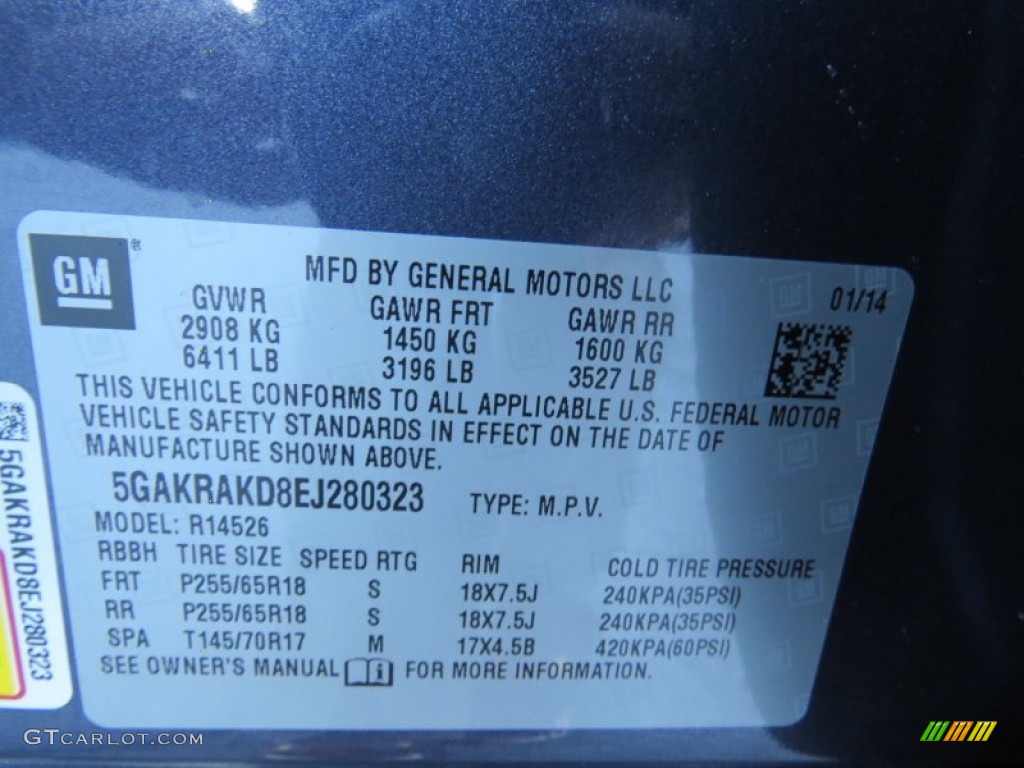 GM ®
MFD BY GENERAL MOTORS LLC
01/14
GVWR GAWR FRT GAWR RR
2908 KG 1450 KG 1600 KG
6411 LB 3196 LB 3527 LB
THIS VEHICLE CONFORMS TO ALL APPLICABLE U.S. FEDERAL MOTOR
VEHICLE SAFETY STANDARDS IN EFFECT ON THE DATE OF
MANUFACTURE SHOWN ABOVE.
5GAKRAKD8EJ280323 TYPE: M.P.V.
MODEL: R14526
RBBH TIRE SIZE SPEED RTG RIM COLD TIRE PRESSURE
FRT P255/65R18 S 18X7.5J 240KPA(35PSI)
RR P255/65R18 S 18X7.5J 240KPA(35PSI)
SPA T145/70R17 M 17X4.5B 420KPA(60PSI)
SEE OWNER'S MANUAL FOR MORE INFORMATION.
5GAKRAKD8EJ280323
GTCARLOT.COM